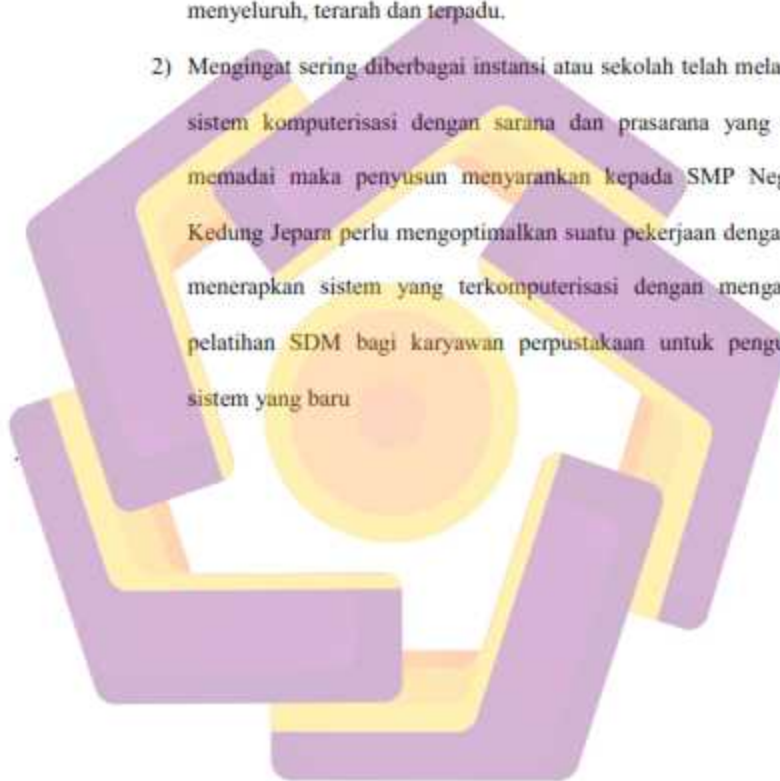 menyeluruh, terarah dan terpadu.
2) Mengingat sering diberbagai instansi atau sekolah telah mela
sistem komputerisasi dengan sarana dan prasarana yang
memadai maka penyusun menyarankan kepada SMP Neg
Kedung Jepara perlu mengoptimalkan suatu pekerjaan denga
menerapkan sistem yang terkomputerisasi dengan menga
pelatihan SDM bagi karyawan perpustakaan untuk pengu
sistem yang baru
.